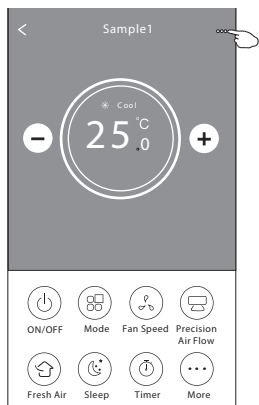 Sample1
Cool
25.0 °C
ON/OFF Mode Fan Speed Precision
Air Flow
Fresh Air Sleep Timer More